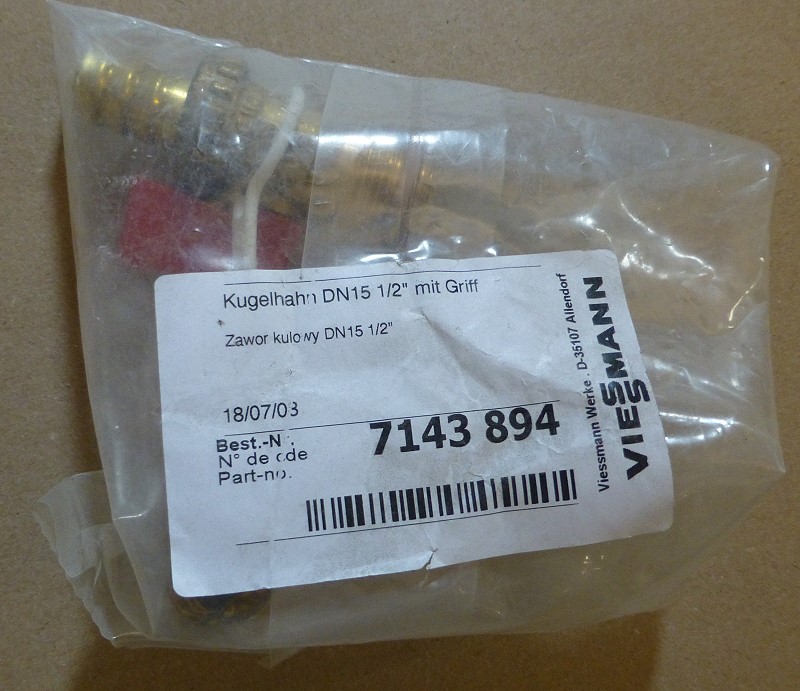 Kugelhahn DN15 1/2" mit Griff
Zawor kulowy DN15 1/2"
18/07/03
Best.-Nr.
N° de cde
Part-no.
7143 894
Viessmann Werke . D-35107 Allendorf
VIESSMANN